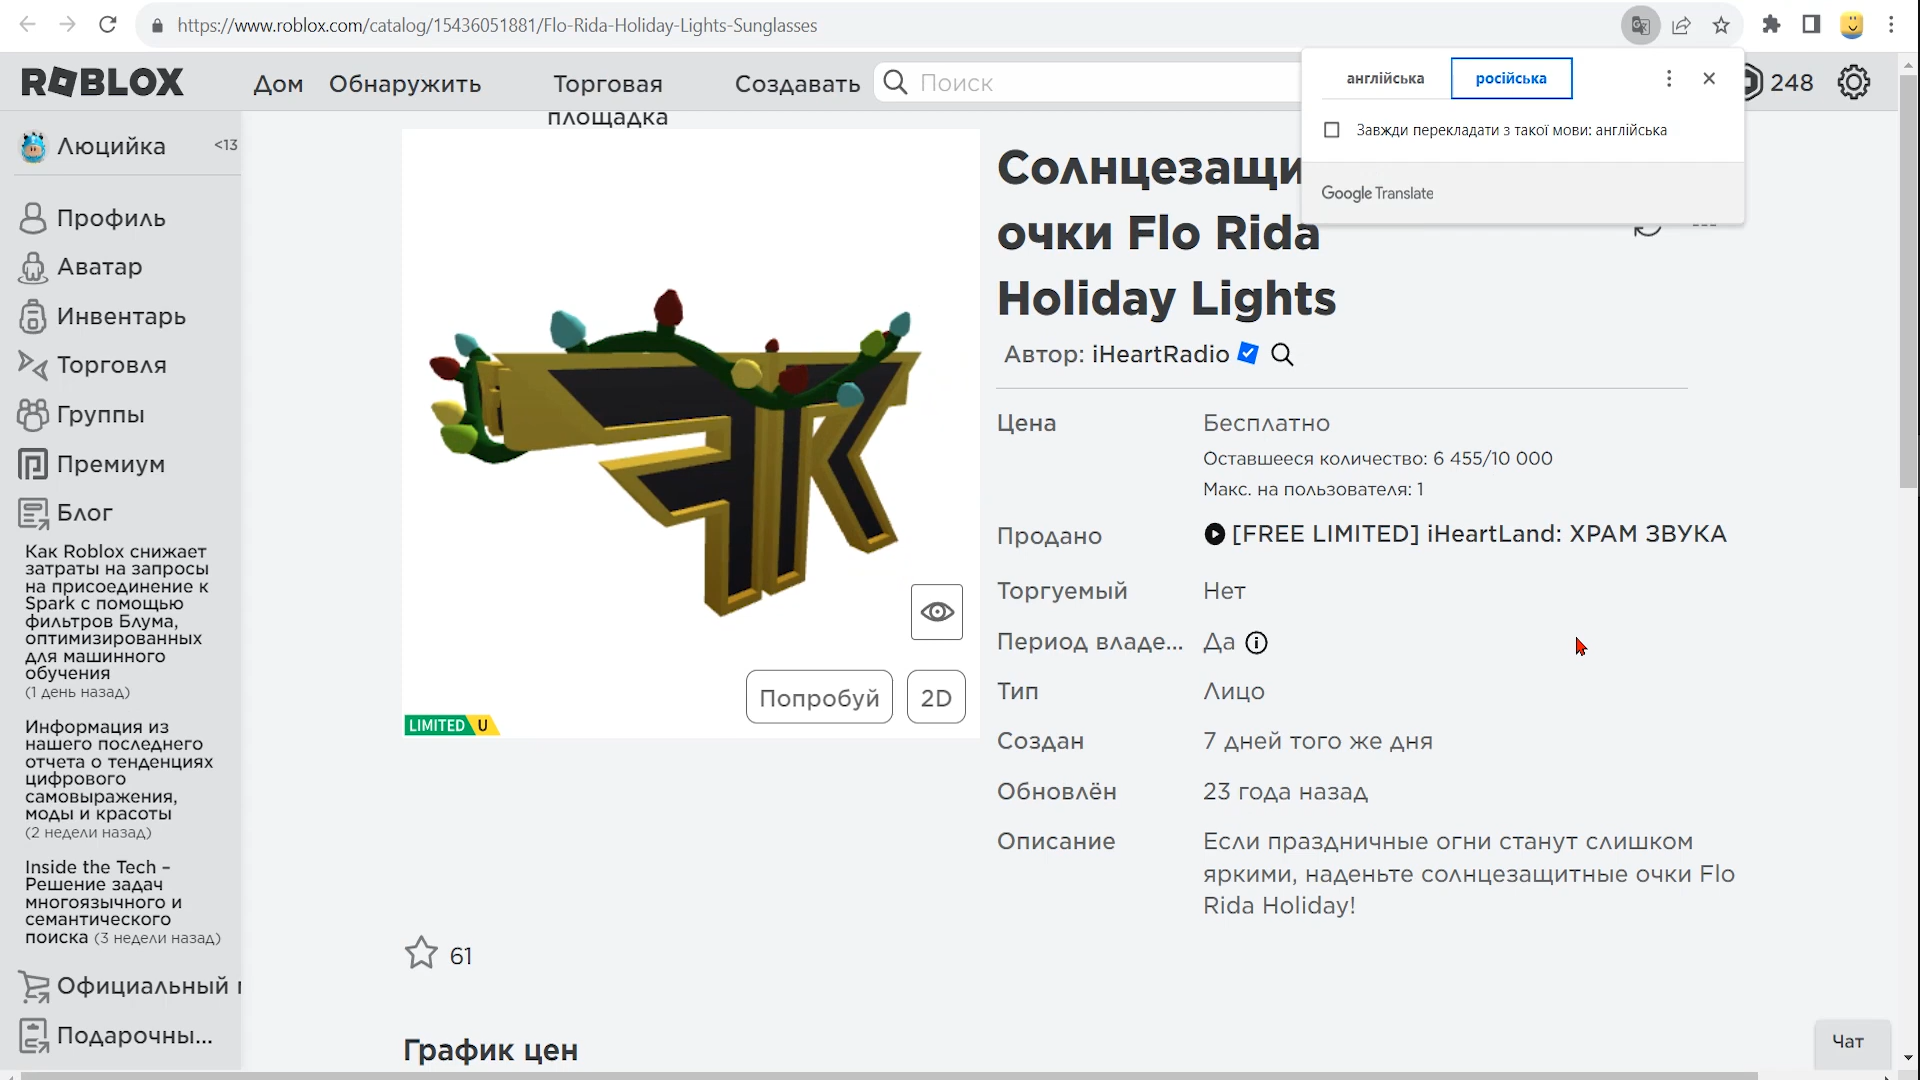 https://www.roblox.com/catalog/15436051881/Flo-Rida-Holiday-Lights-Sunglasses
ROBLOX
Дом
Обнаружить
Торговая
площадка
Создавать
Поиск
248
англійська
російська
Завжди перекладати з такої мови: англійська
Google Translate
Люцийка
<13
Профиль
Аватар
Инвентарь
Торговля
Группы
Премиум
Блог
Как Roblox снижает
затраты на запросы
на присоединение к
Spark с помощью
фильтров Блума,
оптимизированных
для машинного
обучения
(1 день назад)
Информация из
нашего последнего
отчета о тенденциях
цифрового
самовыражения,
моды и красоты
(2 недели назад)
Inside the Tech –
Решение задач
многоязычного и
семантического
поиска (3 недели назад)
Официальный
Подарочны...
Попробуй
2D
LIMITED U
61
График цен
Солнцезащи
очки Flo Rida
Holiday Lights
Автор: iHeartRadio
Цена
Бесплатно
Оставшееся количество: 6 455/10 000
Макс. на пользователя: 1
Продано
[FREE LIMITED] iHeartLand: ХРАМ ЗВУКА
Торгуемый
Нет
Период владе...
Да
Тип
Лицо
Создан
7 дней того же дня
Обновлён
23 года назад
Описание
Если праздничные огни станут слишком
яркими, наденьте солнцезащитные очки Flo
Rida Holiday!
Чат